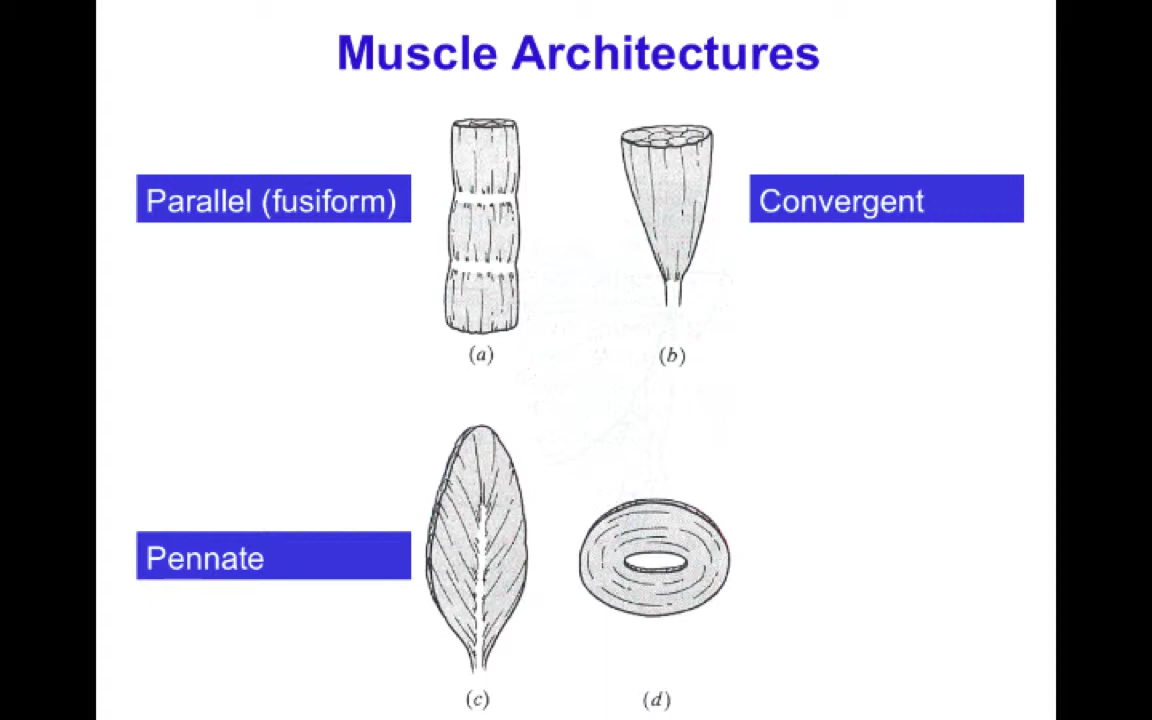 Muscle Architectures
Parallel (fusiform)
Convergent
(a)
(b)
Pennate
(c)
(d)